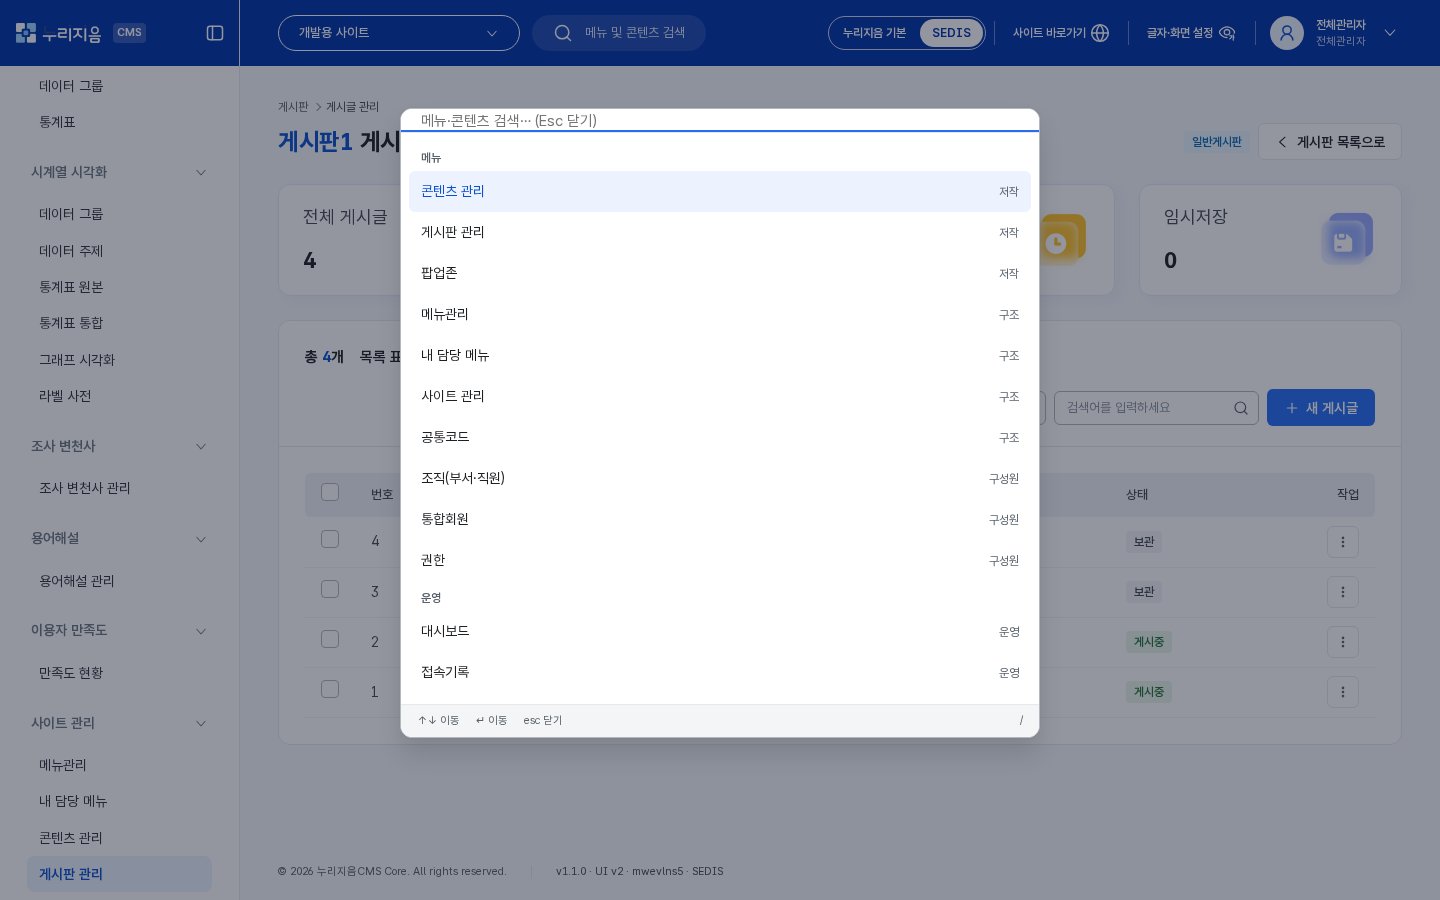 누리지음 CMS
개발용 사이트
메뉴 및 콘텐츠 검색
누리지음 기본
SEDIS
사이트 바로가기
글자·화면 설정
전체관리자
전체관리자
데이터 그룹
통계표
시계열 시각화
데이터 그룹
데이터 주제
통계표 원본
통계표 통합
그래프 시각화
라벨 사전
조사 변천사
조사 변천사 관리
용어해설
용어해설 관리
이용자 만족도
만족도 현황
사이트 관리
메뉴관리
내 담당 메뉴
콘텐츠 관리
게시판 관리
게시판 > 게시글 관리
게시판1 게시
일반게시판
게시판 목록으로
전체 게시글
4
임시저장
0
총 4개 목록 표
검색어를 입력하세요
+ 새 게시글
번호
상태
작업
4
보관
3
보관
2
게시중
1
게시중
메뉴·콘텐츠 검색… (Esc 닫기)
메뉴
콘텐츠 관리 저작
게시판 관리 저작
팝업존 저작
메뉴관리 구조
내 담당 메뉴 구조
사이트 관리 구조
공통코드 구조
조직(부서·직원) 구성원
통합회원 구성원
권한 구성원
운영
대시보드 운영
접속기록 운영
↑↓ 이동 ↵ 이동 esc 닫기 /
© 2026 누리지음CMS Core. All rights reserved.
v1.1.0 · UI v2 · mwevlns5 · SEDIS